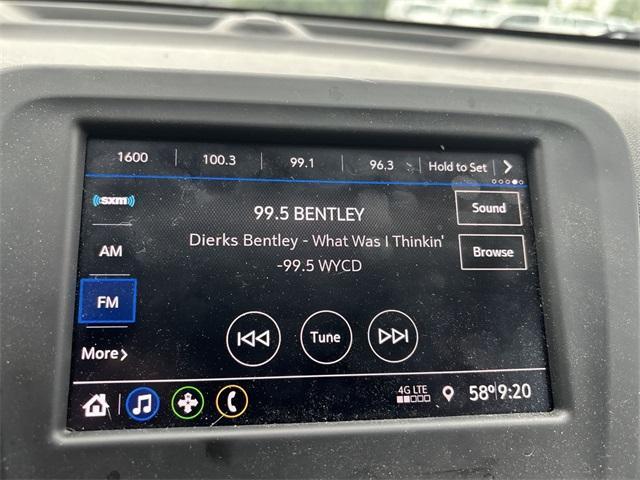 1600 100.3 99.1 96.3 Hold to Set
((sxm))
99.5 BENTLEY
Sound
AM
Dierks Bentley - What Was I Thinkin'
Browse
-99.5 WYCD
FM
Tune
More
4G LTE
58° 9:20